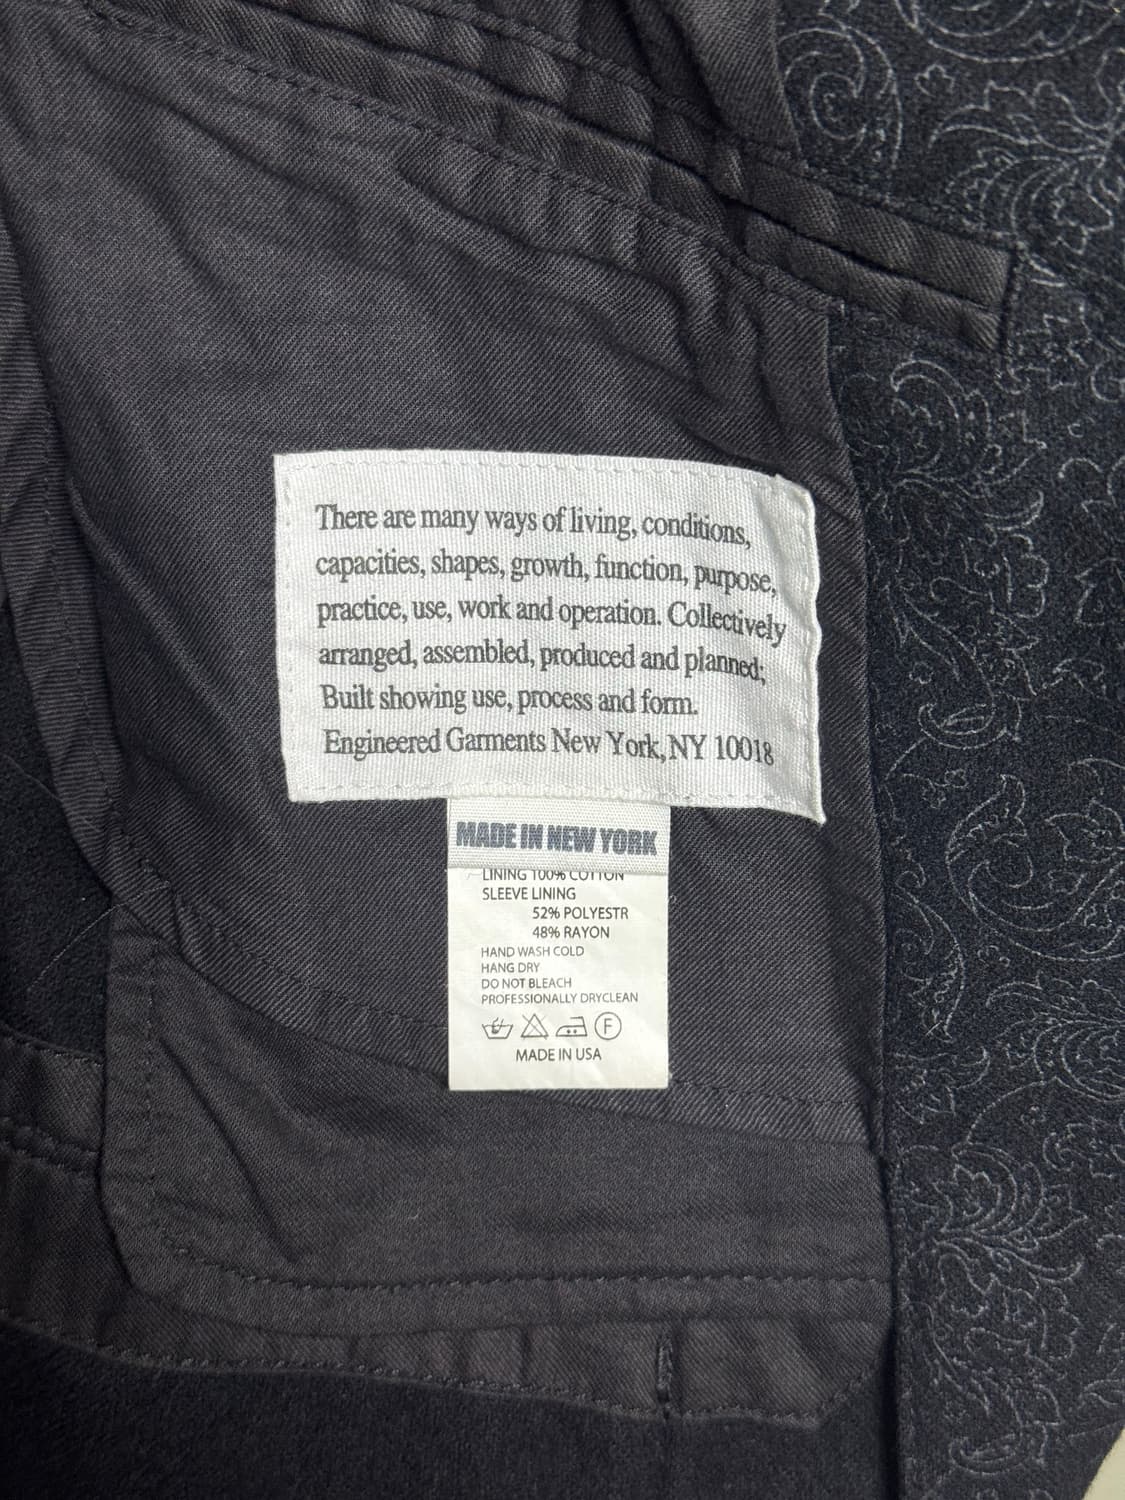 There are many ways of living, conditions,
capacities, shapes, growth, function, purpose,
practice, use, work and operation. Collectively
arranged, assembled, produced and planned;
Built showing use, process and form.
Engineered Garments New York, NY 10018
MADE IN NEW YORK
LINING 100% COTTON
SLEEVE LINING
52% POLYESTR
48% RAYON
HAND WASH COLD
HANG DRY
DO NOT BLEACH
PROFESSIONALLY DRYCLEAN
F
MADE IN USA